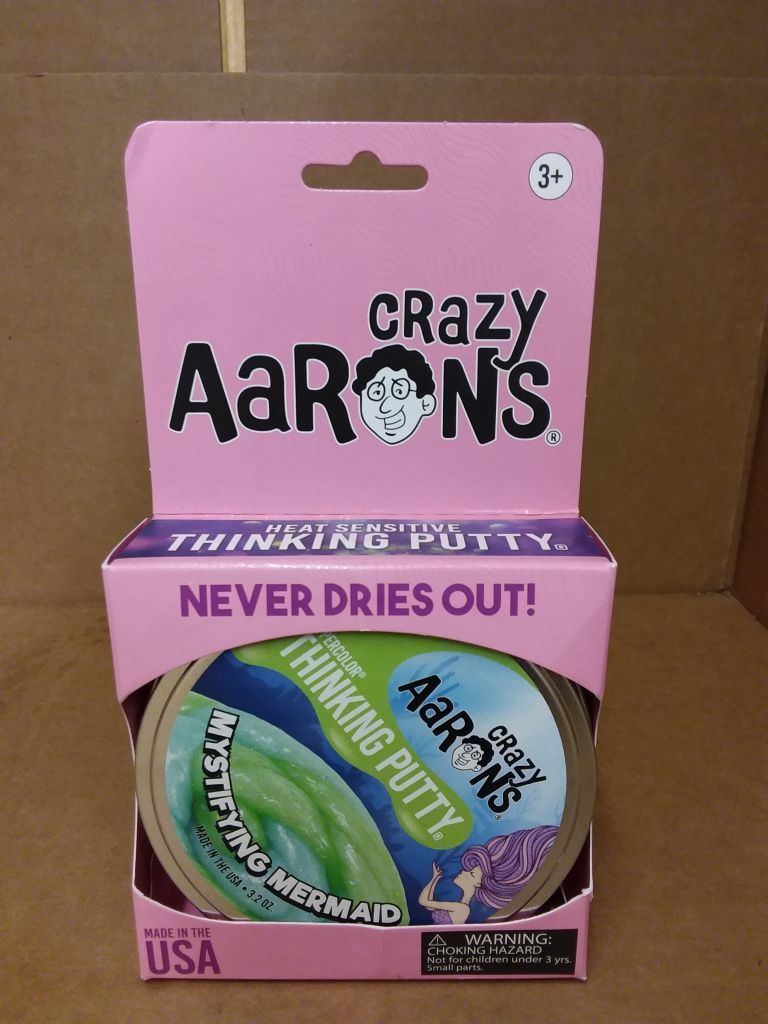 3+
CRAZY
AARONS®
HEAT SENSITIVE
THINKING PUTTY®
NEVER DRIES OUT!
THINKING PUTTY®
CRAZY
AARONS®
MYSTIFYING MERMAID
MADE IN THE USA • 3.2 OZ.
MADE IN THE
USA
WARNING:
CHOKING HAZARD
Not for children under 3 yrs.
Small parts.